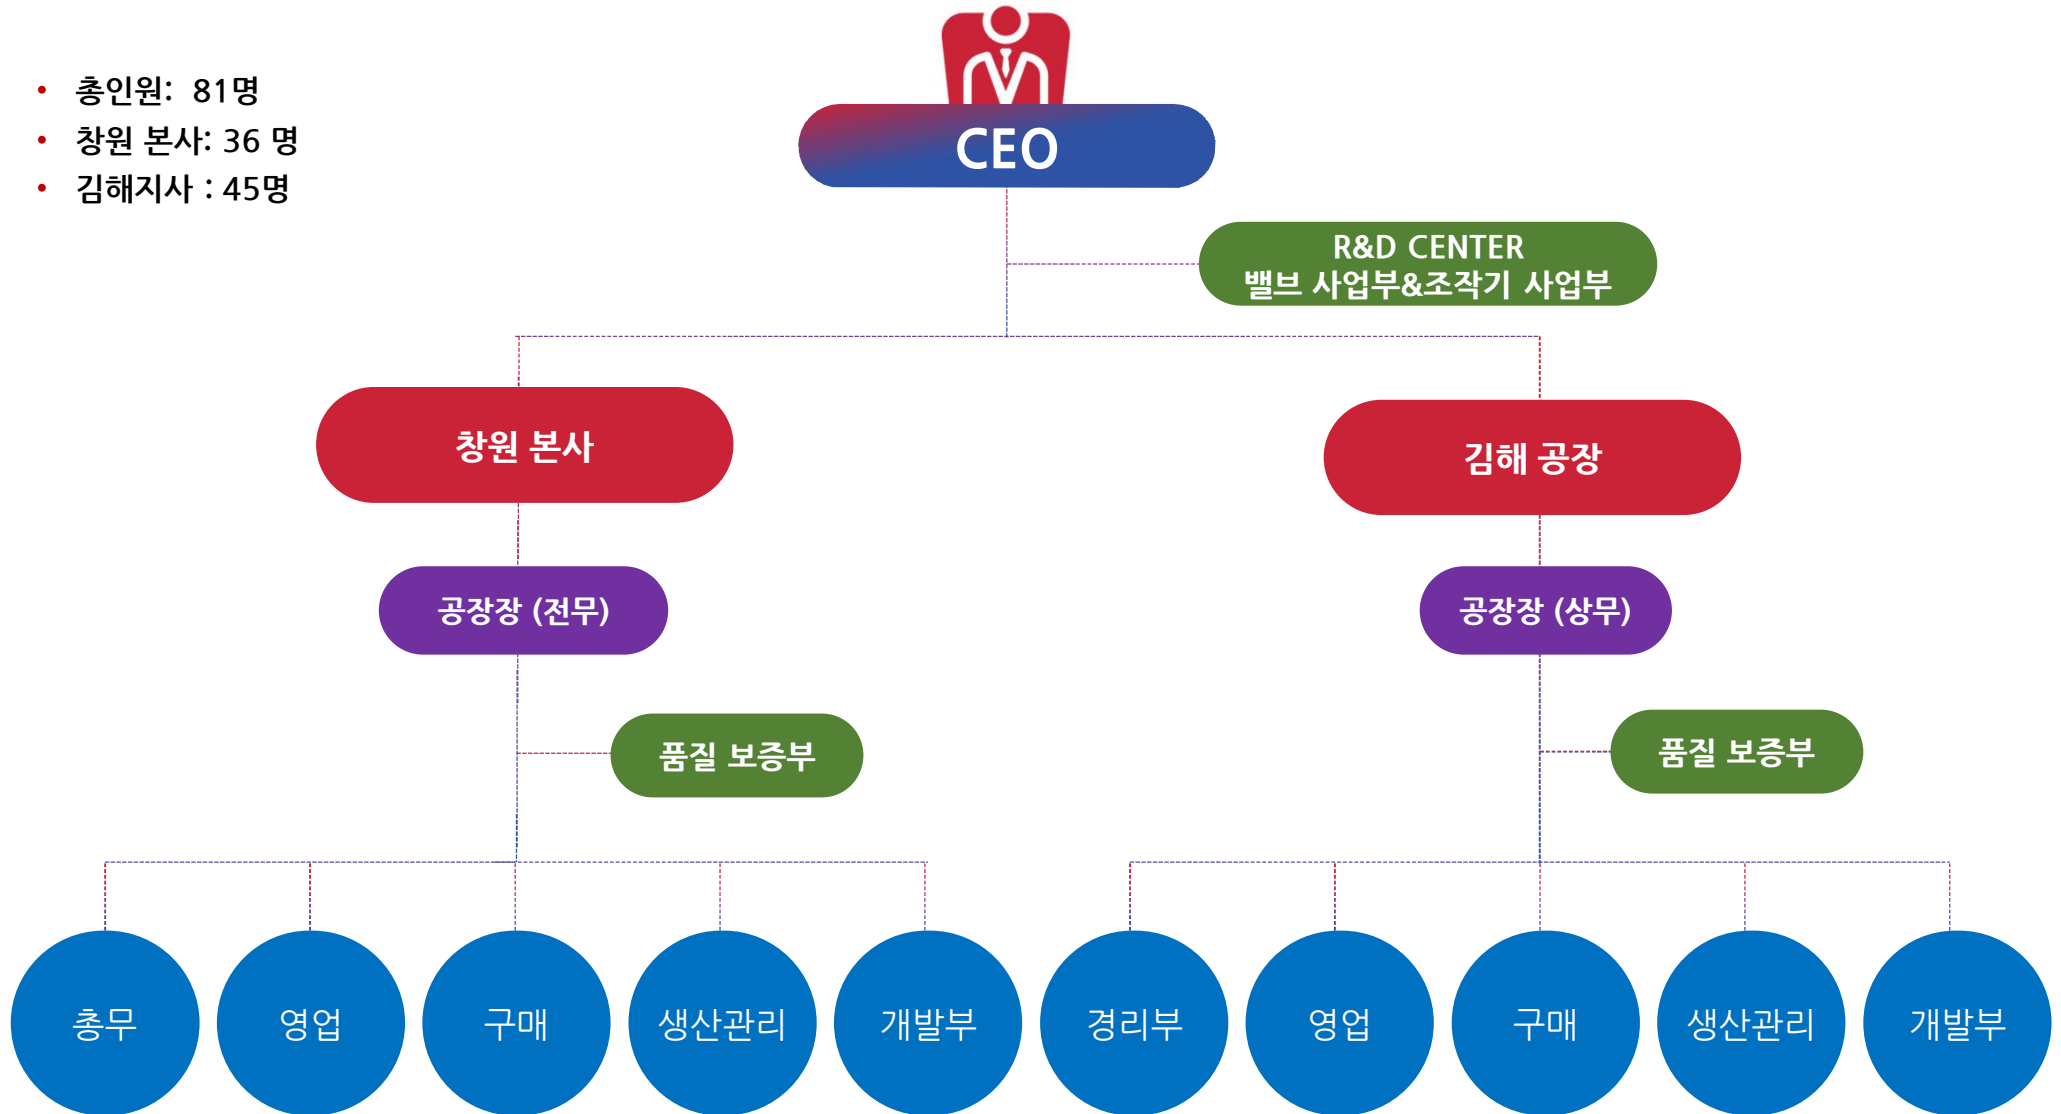 • 총인원: 81명
• 창원 본사: 36 명
• 김해지사 : 45명
CEO
R&D CENTER
밸브 사업부&조작기 사업부
창원 본사
김해 공장
공장장 (전무)
공장장 (상무)
품질 보증부
품질 보증부
총무
영업
구매
생산관리
개발부
경리부
영업
구매
생산관리
개발부